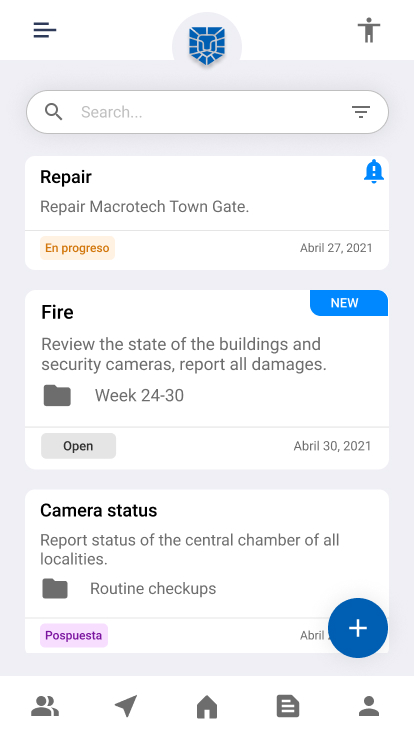 Search...
Repair
Repair Macrotech Town Gate.
En progreso
Abril 27, 2021
NEW
Fire
Review the state of the buildings and
security cameras, report all damages.
Week 24-30
Open
Abril 30, 2021
Camera status
Report status of the central chamber of all
localities.
Routine checkups
Pospuesta
Abril